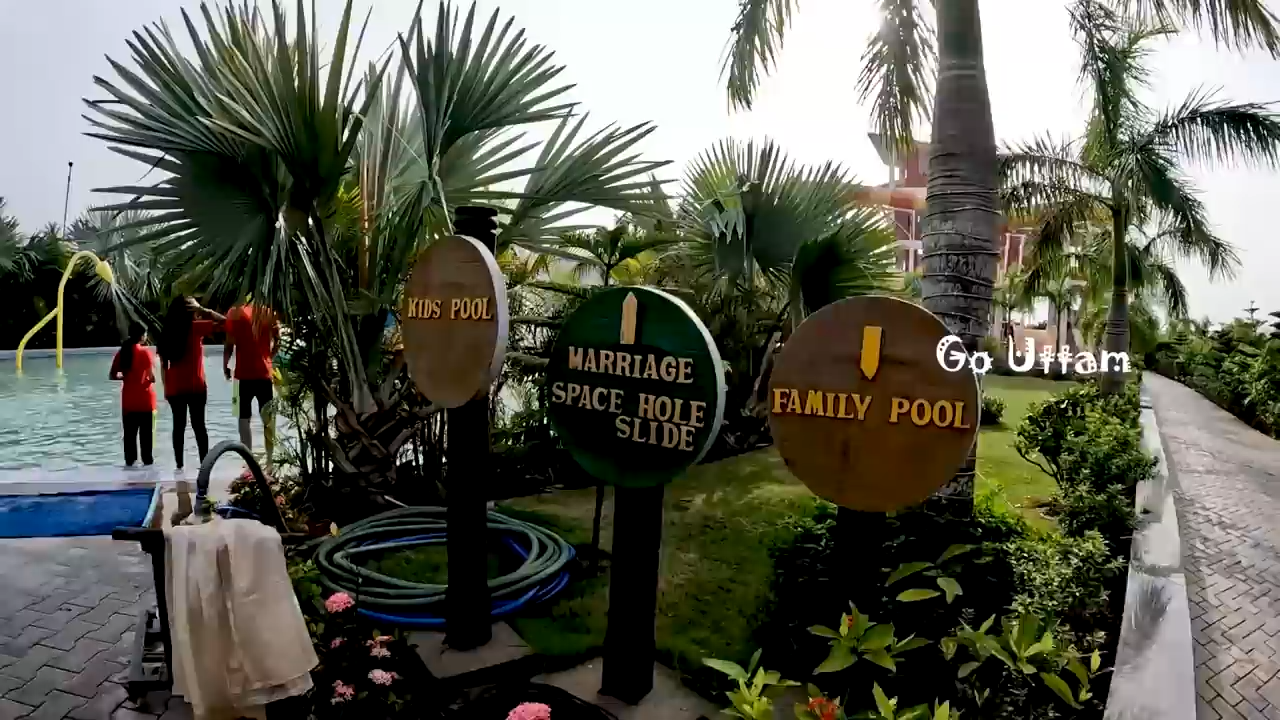 KIDS POOL
MARRIAGE
SPACE HOLE
SLIDE
FAMILY POOL
Go Uttam